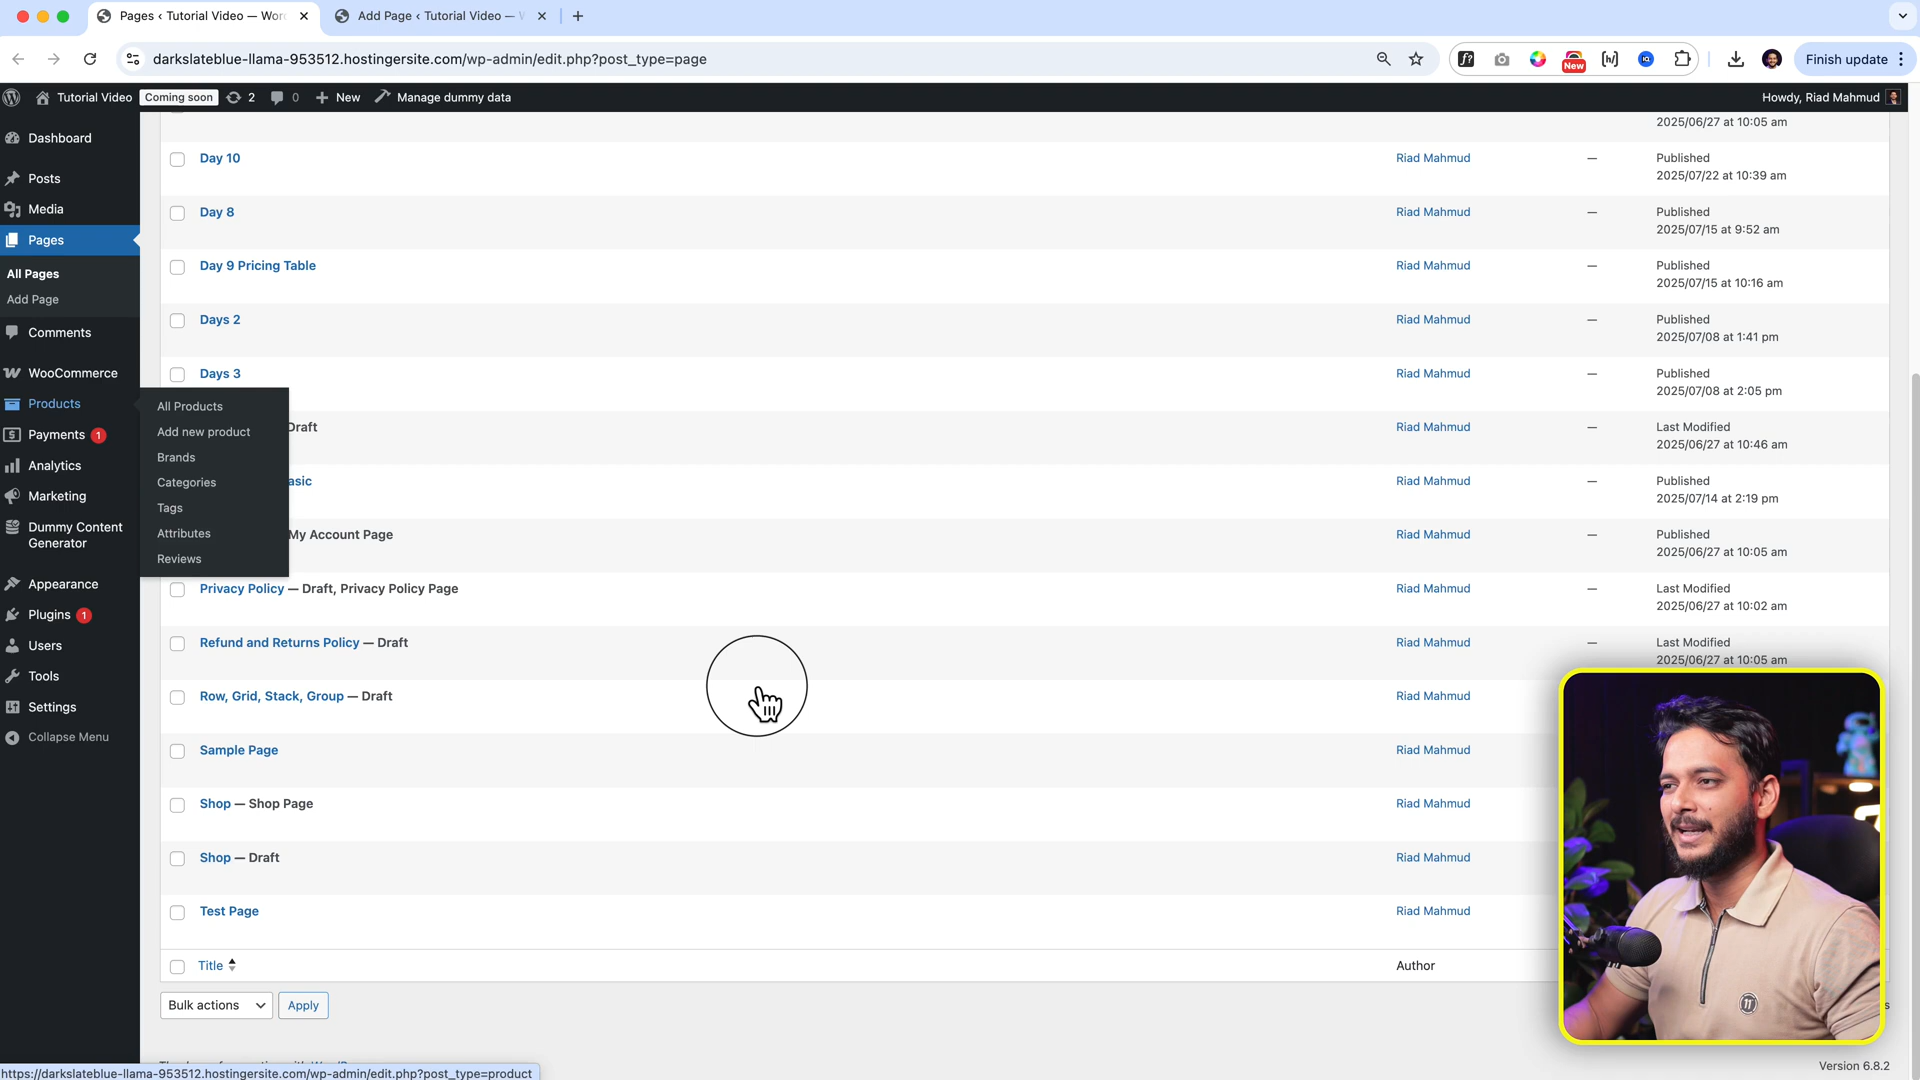 Pages ‹ Tutorial Video — Wor
Add Page ‹ Tutorial Video — W
darkslateblue-llama-953512.hostingersite.com/wp-admin/edit.php?post_type=page
New
Finish update
Tutorial Video
Coming soon
2
0
New
Manage dummy data
Howdy, Riad Mahmud
Dashboard
Posts
Media
Pages
All Pages
Add Page
Comments
WooCommerce
Products
Payments 1
Analytics
Marketing
Dummy Content
Generator
Appearance
Plugins 1
Users
Tools
Settings
Collapse Menu
All Products
Add new product
Brands
Categories
Tags
Attributes
Reviews
2025/06/27 at 10:05 am
Day 10
Riad Mahmud
—
Published
2025/07/22 at 10:39 am
Day 8
Riad Mahmud
—
Published
2025/07/15 at 9:52 am
Day 9 Pricing Table
Riad Mahmud
—
Published
2025/07/15 at 10:16 am
Days 2
Riad Mahmud
—
Published
2025/07/08 at 1:41 pm
Days 3
Riad Mahmud
—
Published
2025/07/08 at 2:05 pm
Draft
Riad Mahmud
—
Last Modified
2025/06/27 at 10:46 am
asic
Riad Mahmud
—
Published
2025/07/14 at 2:19 pm
My Account Page
Riad Mahmud
—
Published
2025/06/27 at 10:05 am
Privacy Policy — Draft, Privacy Policy Page
Riad Mahmud
—
Last Modified
2025/06/27 at 10:02 am
Refund and Returns Policy — Draft
Riad Mahmud
—
Last Modified
2025/06/27 at 10:05 am
Row, Grid, Stack, Group — Draft
Riad Mahmud
Sample Page
Riad Mahmud
Shop — Shop Page
Riad Mahmud
Shop — Draft
Riad Mahmud
Test Page
Riad Mahmud
Title
Author
Bulk actions
Apply
Version 6.8.2
https://darkslateblue-llama-953512.hostingersite.com/wp-admin/edit.php?post_type=product